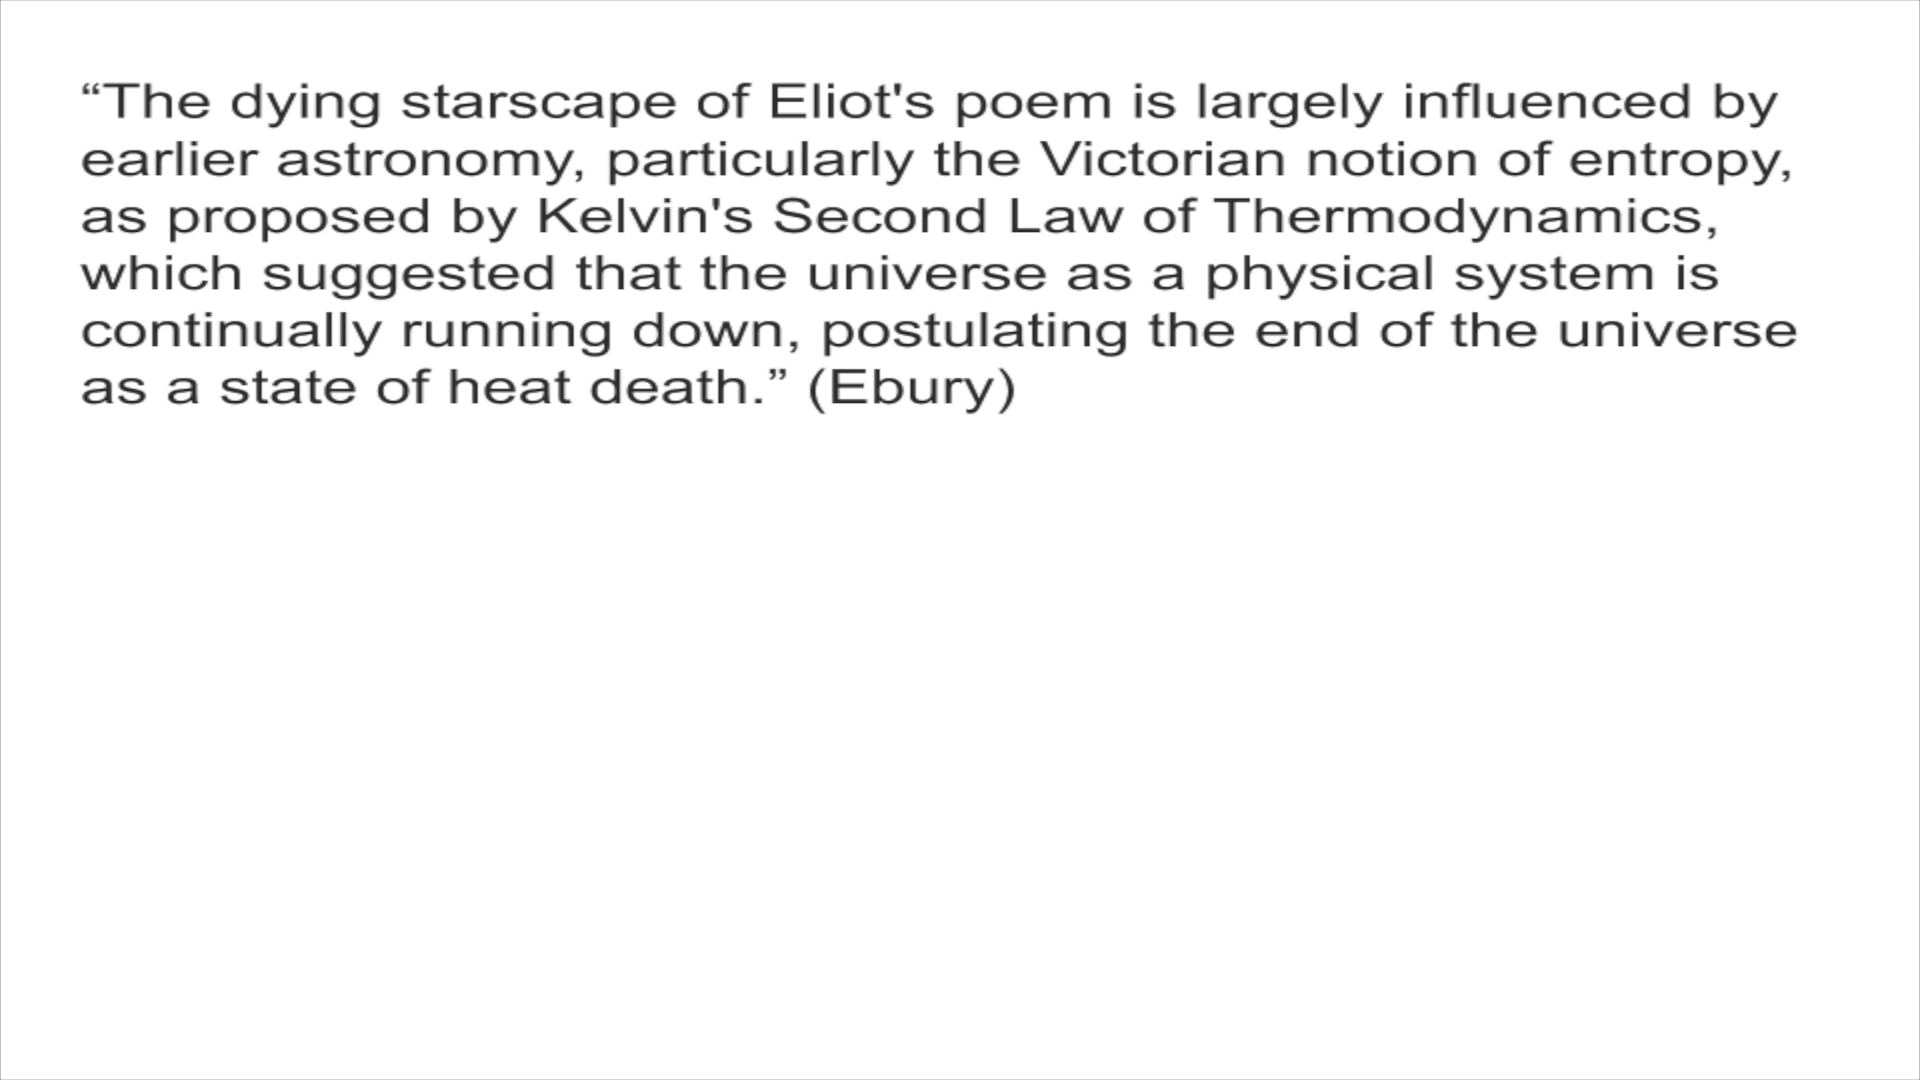 “The dying starscape of Eliot's poem is largely influenced by
earlier astronomy, particularly the Victorian notion of entropy,
as proposed by Kelvin's Second Law of Thermodynamics,
which suggested that the universe as a physical system is
continually running down, postulating the end of the universe
as a state of heat death.” (Ebury)